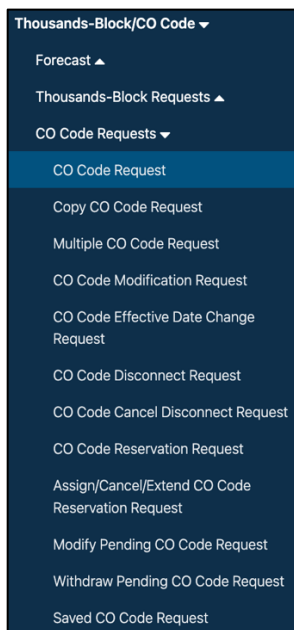 Thousands-Block/CO Code
Forecast
Thousands-Block Requests
CO Code Requests
CO Code Request
Copy CO Code Request
Multiple CO Code Request
CO Code Modification Request
CO Code Effective Date Change
Request
CO Code Disconnect Request
CO Code Cancel Disconnect Request
CO Code Reservation Request
Assign/Cancel/Extend CO Code
Reservation Request
Modify Pending CO Code Request
Withdraw Pending CO Code Request
Saved CO Code Request